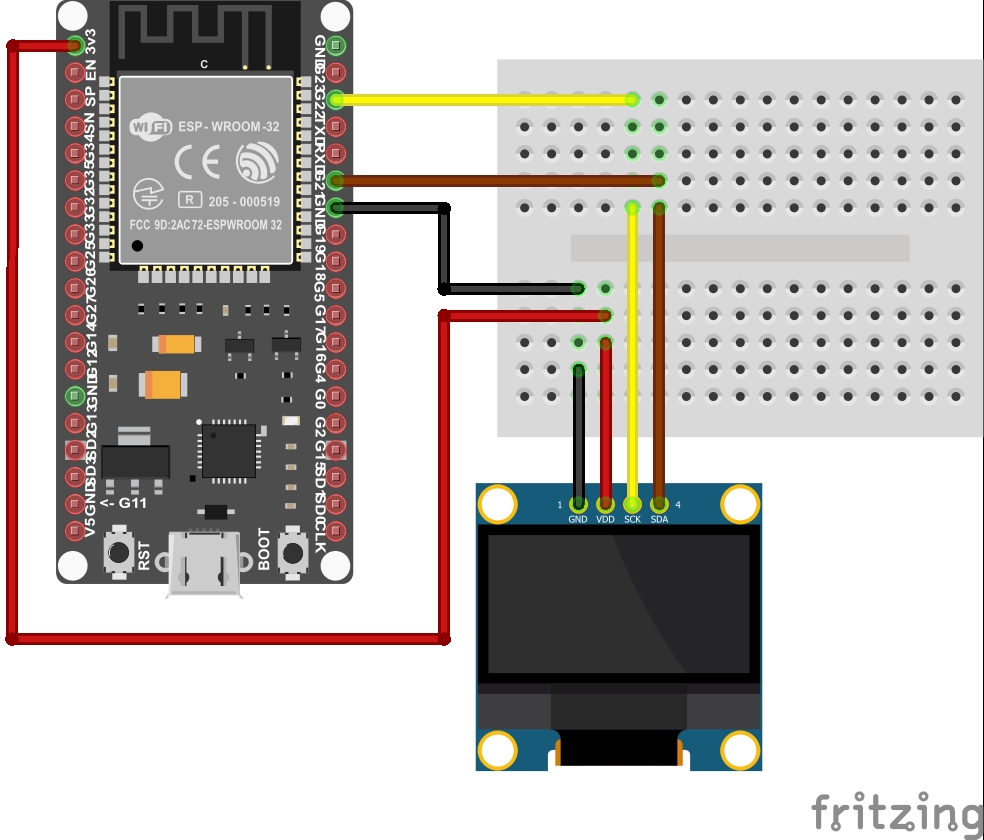 3v3
EN
SP
SN
G34
G35
G32
G33
G25
G26
G27
G14
G12
GND
G13
SD2
SD3
GND
V5
C
Wi Fi
ESP - WROOM -32
CE
R
205 - 000519
FCC 9D:2AC72-ESPWROOM 32
<- G11
RST
BOOT
GND
G23
G22
TXD
RXD
G21
GND
G19
G18
G5
G17
G16
G4
G0
G2
G15
SD1
SD0
CLK
1
4
GND VDD SCK SDA
fritzing